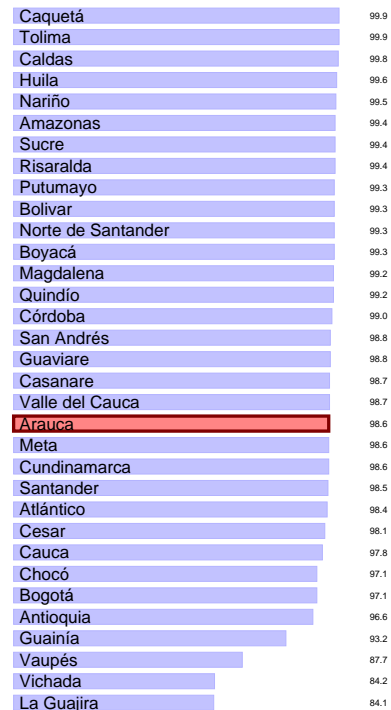 Caquetá 99.9
Tolima 99.9
Caldas 99.8
Huila 99.6
Nariño 99.5
Amazonas 99.4
Sucre 99.4
Risaralda 99.4
Putumayo 99.3
Bolivar 99.3
Norte de Santander 99.3
Boyacá 99.3
Magdalena 99.2
Quindío 99.2
Córdoba 99.0
San Andrés 98.8
Guaviare 98.8
Casanare 98.7
Valle del Cauca 98.7
Arauca 98.6
Meta 98.6
Cundinamarca 98.6
Santander 98.5
Atlántico 98.4
Cesar 98.1
Cauca 97.8
Chocó 97.1
Bogotá 97.1
Antioquia 96.6
Guainía 93.2
Vaupés 87.7
Vichada 84.2
La Guajira 84.1